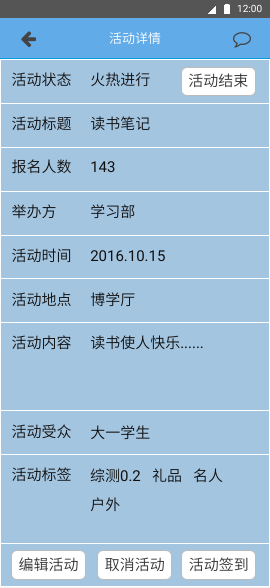 12:00
活动详情
活动状态 火热进行 活动结束
活动标题 读书笔记
报名人数 143
举办方 学习部
活动时间 2016.10.15
活动地点 博学厅
活动内容 读书使人快乐......
活动受众 大一学生
活动标签 综测0.2 礼品 名人
户外
编辑活动 取消活动 活动签到